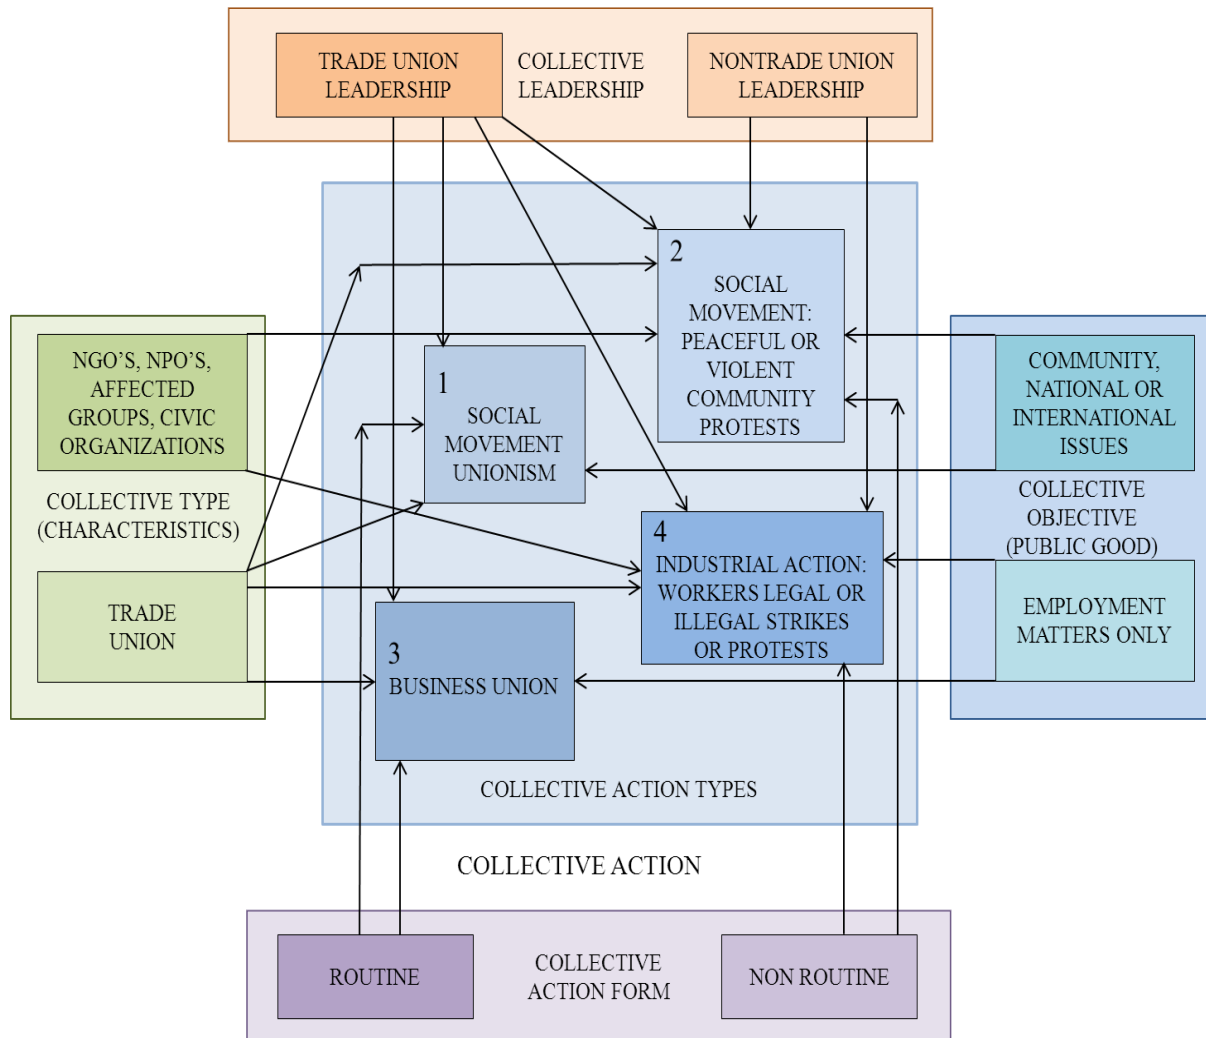 TRADE UNION
LEADERSHIP
COLLECTIVE
LEADERSHIP
NONTRADE UNION
LEADERSHIP
2
SOCIAL
MOVEMENT:
PEACEFUL OR
VIOLENT
COMMUNITY
PROTESTS
NGO'S, NPO'S,
AFFECTED
GROUPS, CIVIC
ORGANIZATIONS
COLLECTIVE TYPE
(CHARACTERISTICS)
TRADE
UNION
1
SOCIAL
MOVEMENT
UNIONISM
COMMUNITY,
NATIONAL OR
INTERNATIONAL
ISSUES
COLLECTIVE
OBJECTIVE
(PUBLIC GOOD)
EMPLOYMENT
MATTERS ONLY
4
INDUSTRIAL ACTION:
WORKERS LEGAL OR
ILLEGAL STRIKES
OR PROTESTS
3
BUSINESS UNION
COLLECTIVE ACTION TYPES
COLLECTIVE ACTION
ROUTINE
COLLECTIVE
ACTION FORM
NON ROUTINE